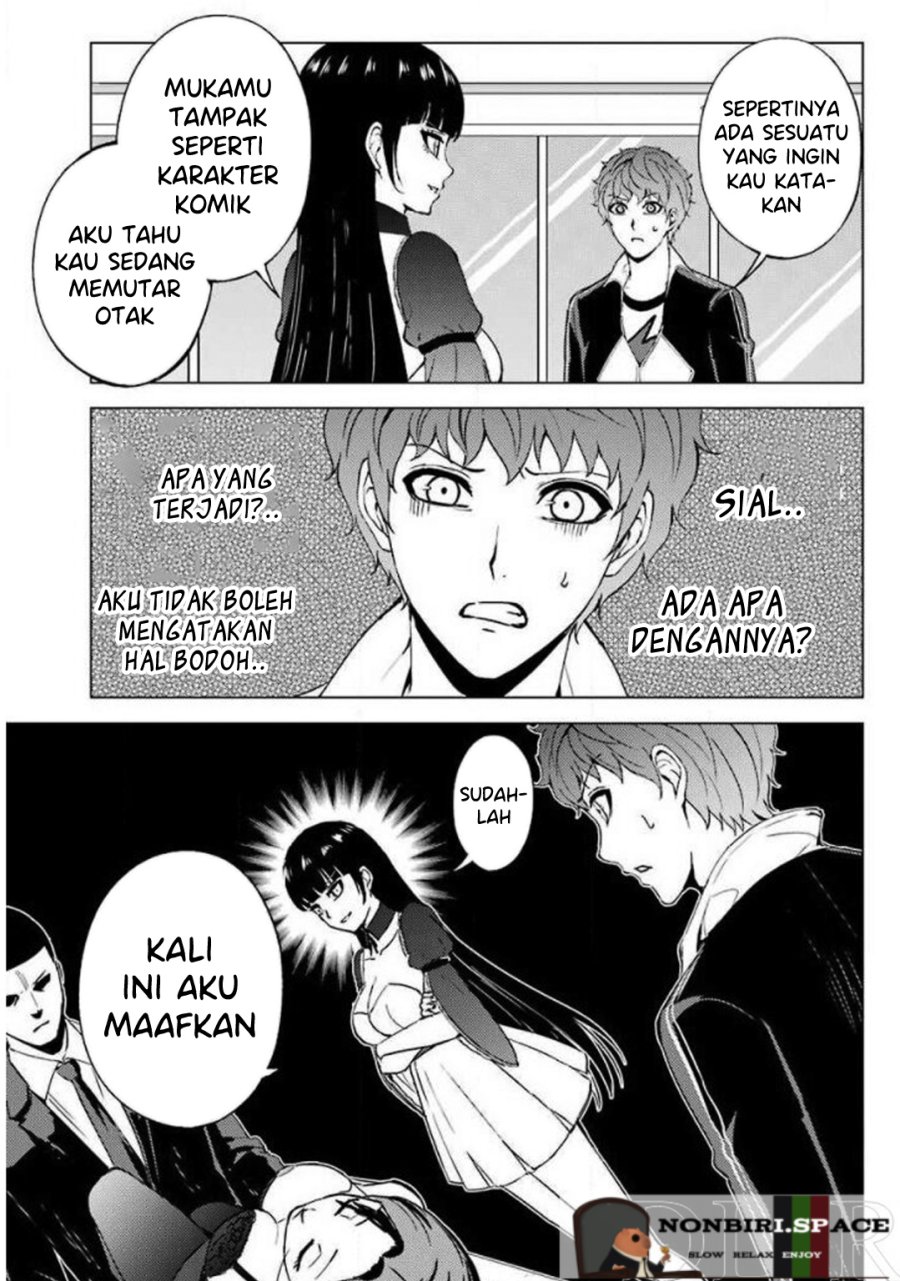 SEPERTINYA
ADA SESUATU
YANG INGIN
KAU KATA-
KAN
MUKAMU
TAMPAK
SEPERTI
KARAKTER
KOMIK
AKU TAHU
KAU SEDANG
MEMUTAR
OTAK
SIAL..
ADA APA
DENGANNYA?
APA YANG
TERJADI?..
AKU TIDAK BOLEH
MENGATAKAN
HAL BODOH..
SUDAH-
LAH
KALI
INI AKU
MAAFKAN
NONBIRI.SPACE
SLOW RELAX ENJOY